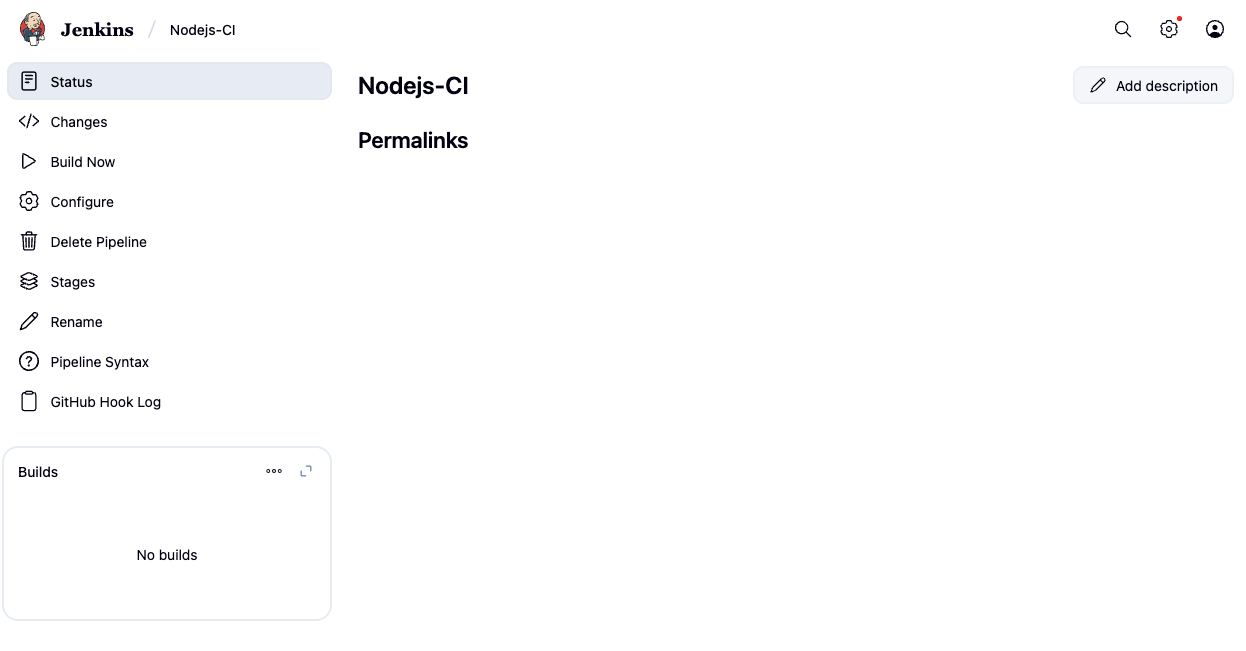 Jenkins / Nodejs-CI
Status
Changes
Build Now
Configure
Delete Pipeline
Stages
Rename
Pipeline Syntax
GitHub Hook Log
Builds
No builds
Nodejs-CI
Add description
Permalinks